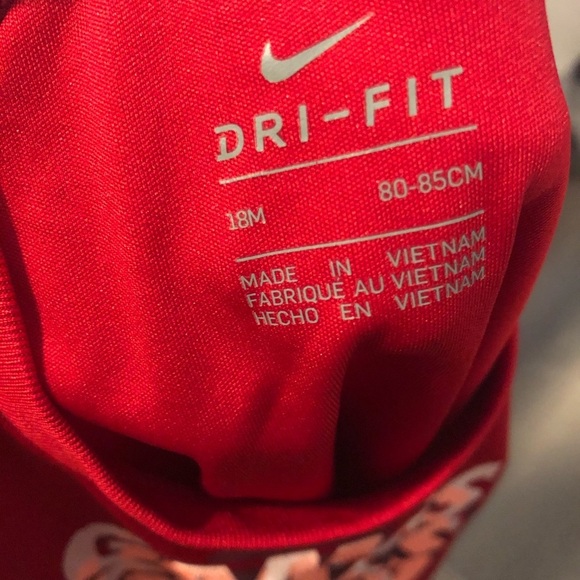 DRI-FIT
18M 80-85CM
MADE IN VIETNAM
FABRIQUE AU VIETNAM
HECHO EN VIETNAM